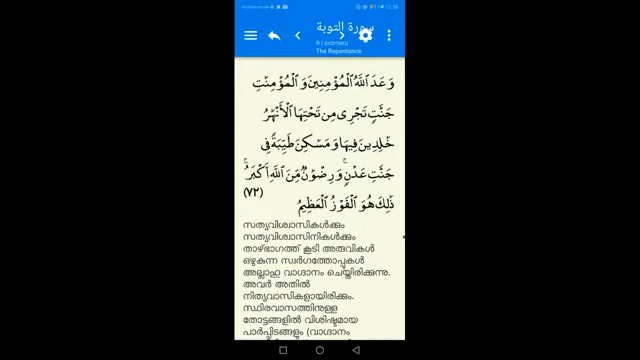 12:58
سورة التوبة
9 | തൌബ
The Repentance
وَعَدَ اللَّهُ الْمُؤْمِنِينَ وَالْمُؤْمِنَٰتِ
جَنَّٰتٍ تَجْرِى مِن تَحْتِهَا الْأَنْهَٰرُ
خَٰلِدِينَ فِيهَا وَمَسَٰكِنَ طَيِّبَةً فِى
جَنَّٰتِ عَدْنٍ ۚ وَرِضْوَٰنٌ مِّنَ اللَّهِ أَكْبَرُ ۚ
ذَٰلِكَ هُوَ الْفَوْزُ الْعَظِيمُ ﴿٧٢﴾
സത്യവിശ്വാസികള്‍ക്കും
സത്യവിശ്വാസിനികള്‍ക്കും
താഴ്ഭാഗത്ത് കൂടി അരുവികള്‍
ഒഴുകുന്ന സ്വര്‍ഗത്തോപ്പുകള്‍
അല്ലാഹു വാഗ്ദാനം ചെയ്തിരിക്കുന്നു.
അവര്‍ അതില്‍
നിത്യവാസികളായിരിക്കും.
സ്ഥിരവാസത്തിനുള്ള
തോട്ടങ്ങളില്‍ വിശിഷ്ടമായ
പാര്‍പ്പിടങ്ങളും (വാഗ്ദാനം